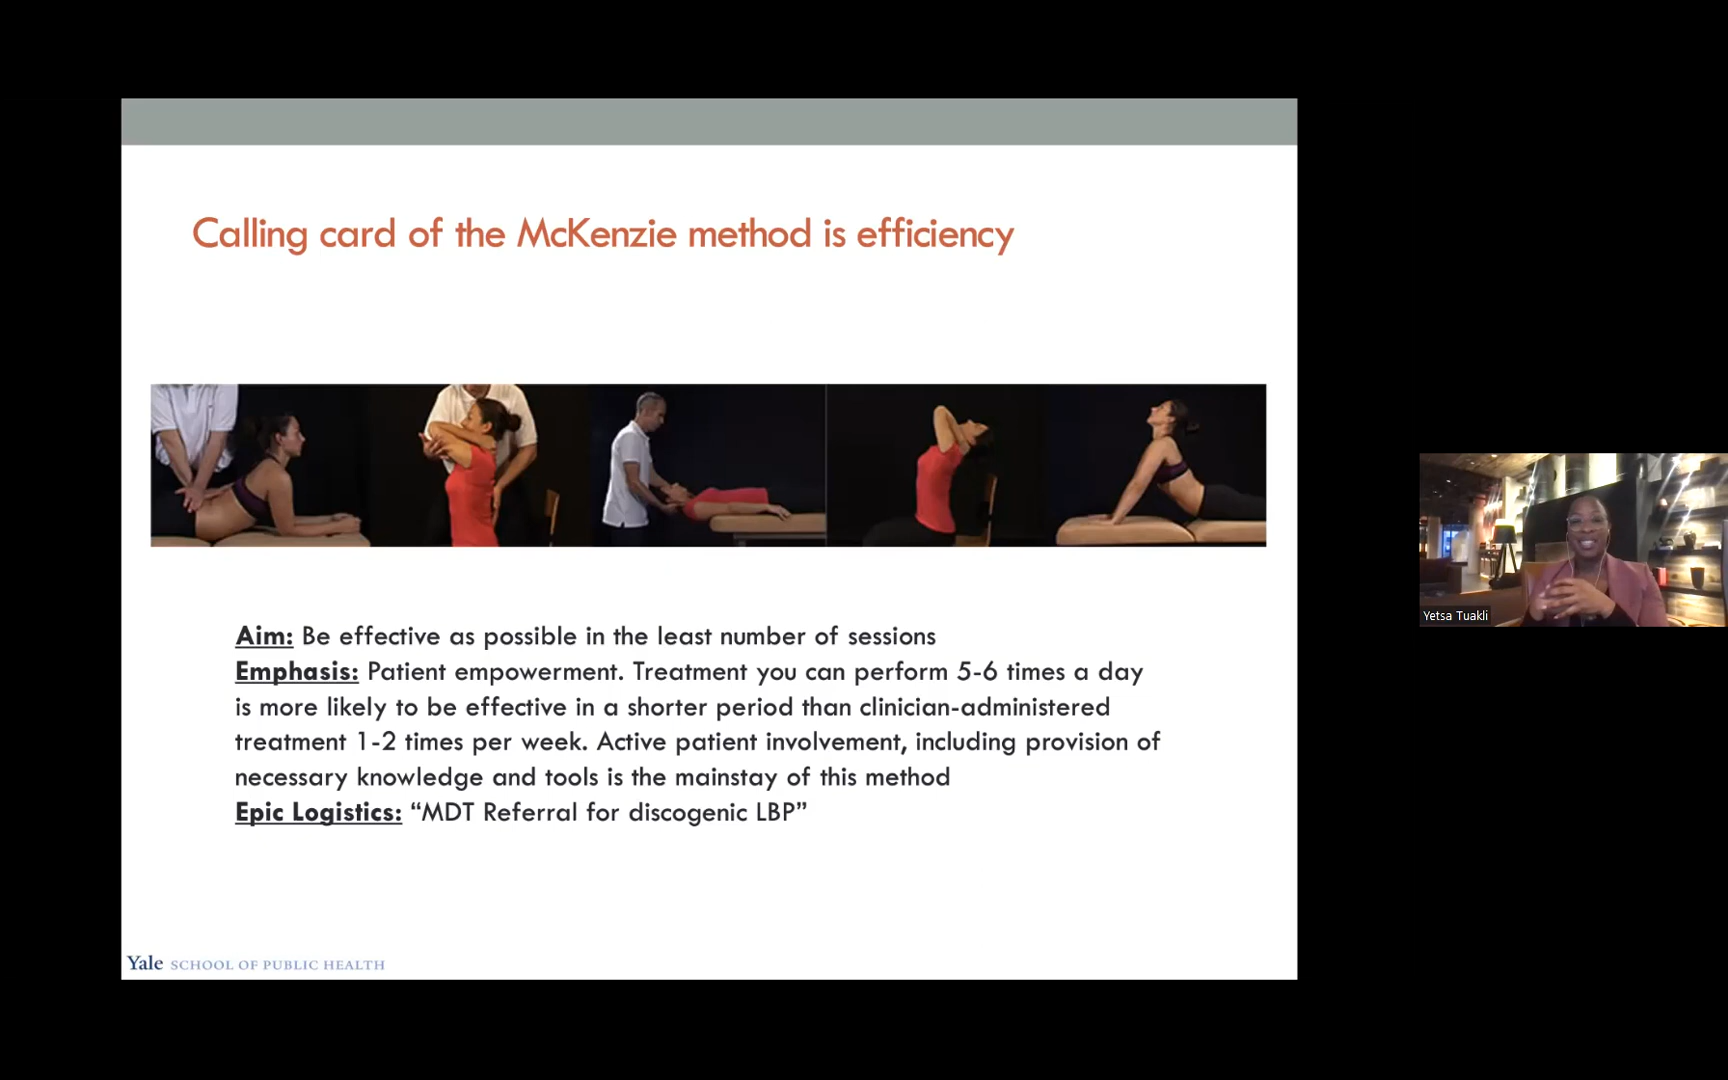 Calling card of the McKenzie method is efficiency
Aim: Be effective as possible in the least number of sessions
Emphasis: Patient empowerment. Treatment you can perform 5-6 times a day
is more likely to be effective in a shorter period than clinician-administered
treatment 1-2 times per week. Active patient involvement, including provision of
necessary knowledge and tools is the mainstay of this method
Epic Logistics: “MDT Referral for discogenic LBP”
Yale SCHOOL OF PUBLIC HEALTH
Yetsa Tuakli